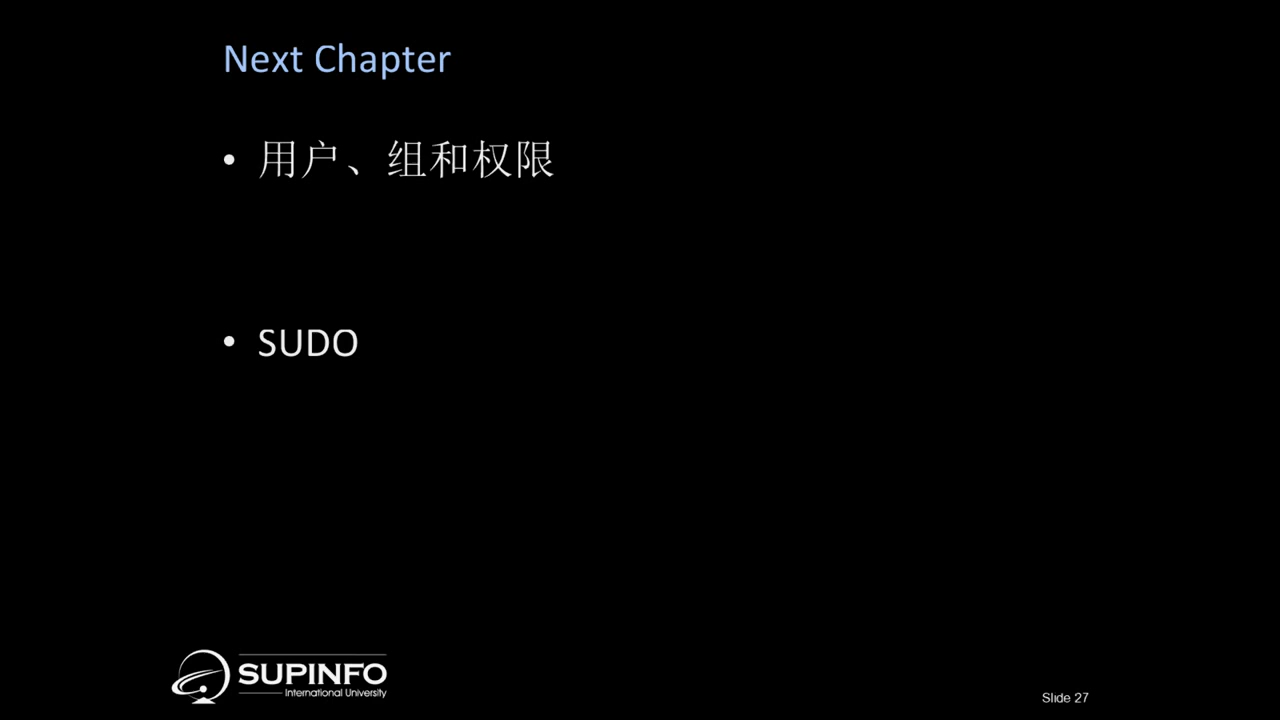 Next Chapter
• 用户、组和权限
• SUDO
SUPINFO
International University
Slide 27